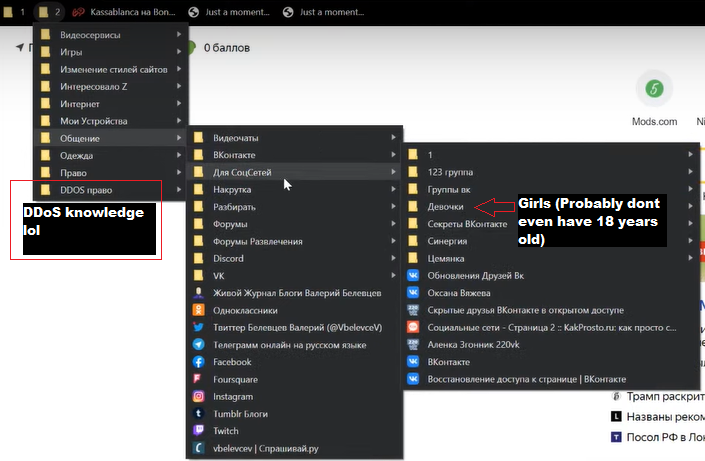 1
2
Kassablanca на Bon...
Just a moment...
Just a moment...
0 баллов
Видеосервисы
Игры
Изменение стилей сайтов
Интересовало Z
Интернет
Мои Устройства
Общение
Одежда
Право
DDOS право
DDoS knowledge
lol
Видеочаты
ВКонтакте
Для СоцСетей
Накрутка
Разбирать
Форумы
Форумы Развлечения
Discord
VK
Живой Журнал Блоги Валерий Белевцев
Одноклассники
Твиттер Белевцев Валерий (@VbelevceV)
Телеграмм онлайн на русском языке
Facebook
Foursquare
Instagram
Tumblr Блоги
Twitch
vbelevcev | Спрашивай.ру
1
123 группа
Группы вк
Девочки
Секреты ВКонтакте
Синергия
Цемянка
Обновления Друзей Вк
Оксана Вяжева
Скрытые друзья ВКонтакте в открытом доступе
Социальные сети - Страница 2 :: KakProsto.ru: как просто с...
Аленка Згонник 220vk
ВКонтакте
Восстановление доступа к странице | ВКонтакте
Girls (Probably dont
even have 18 years
old)
Mods.com
Ni
Трамп раскрит
Названы реком
Посол РФ в Лон